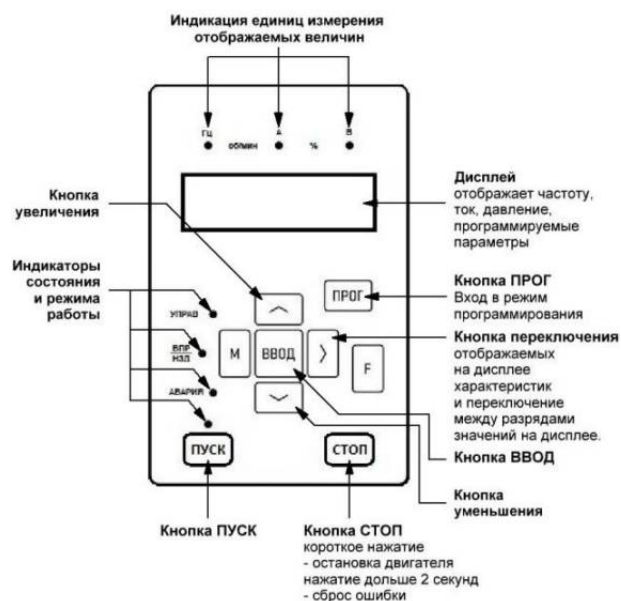 Индикация единиц измерения
отображаемых величин
Гц
А
В
об/мин
%
Дисплей
отображает частоту,
ток, давление,
программируемые
параметры
Кнопка
увеличения
Индикаторы
состояния
и режима
работы
ПРОГ
Кнопка ПРОГ
Вход в режим
программирования
УПРАВ
ВПР
НЗД
АВАРИЯ
М
ВВОД
F
Кнопка переключения
отображаемых
на дисплее
характеристик
и переключение
между разрядами
значений на дисплее.
ПУСК
СТОП
Кнопка ВВОД
Кнопка
уменьшения
Кнопка ПУСК
Кнопка СТОП
короткое нажатие
- остановка двигателя
нажатие дольше 2 секунд
- сброс ошибки